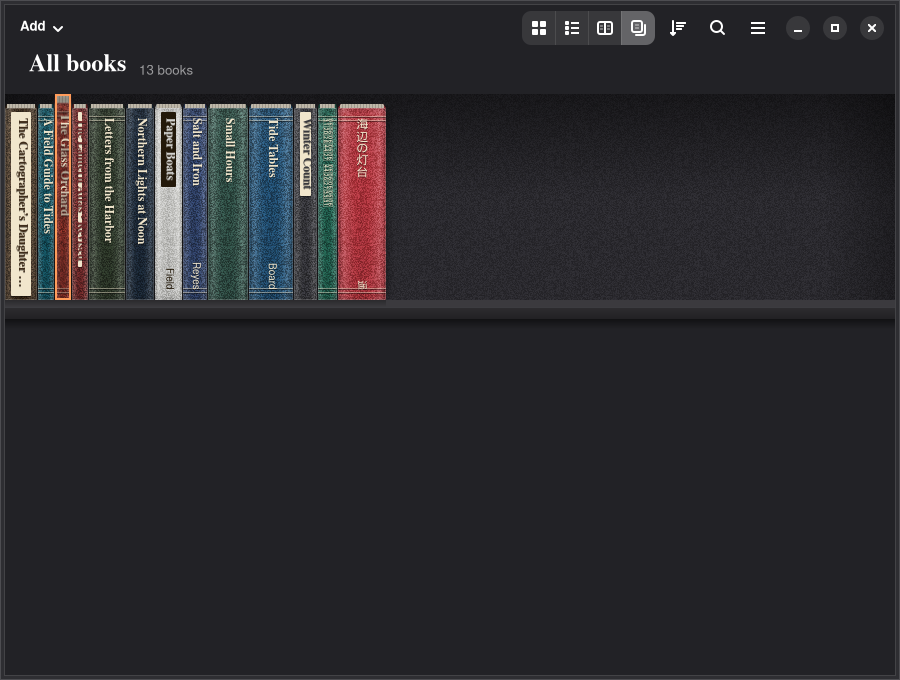 Add
All books
13 books
The Cartographer's Daughter ...
A Field Guide to Tides
The Glass Orchard
Letters from the Harbor
Northern Lights at Noon
Paper Boats
Field
Salt and Iron
Reyes
Small Hours
Tide Tables
Board
Winter Count
海辺の灯台